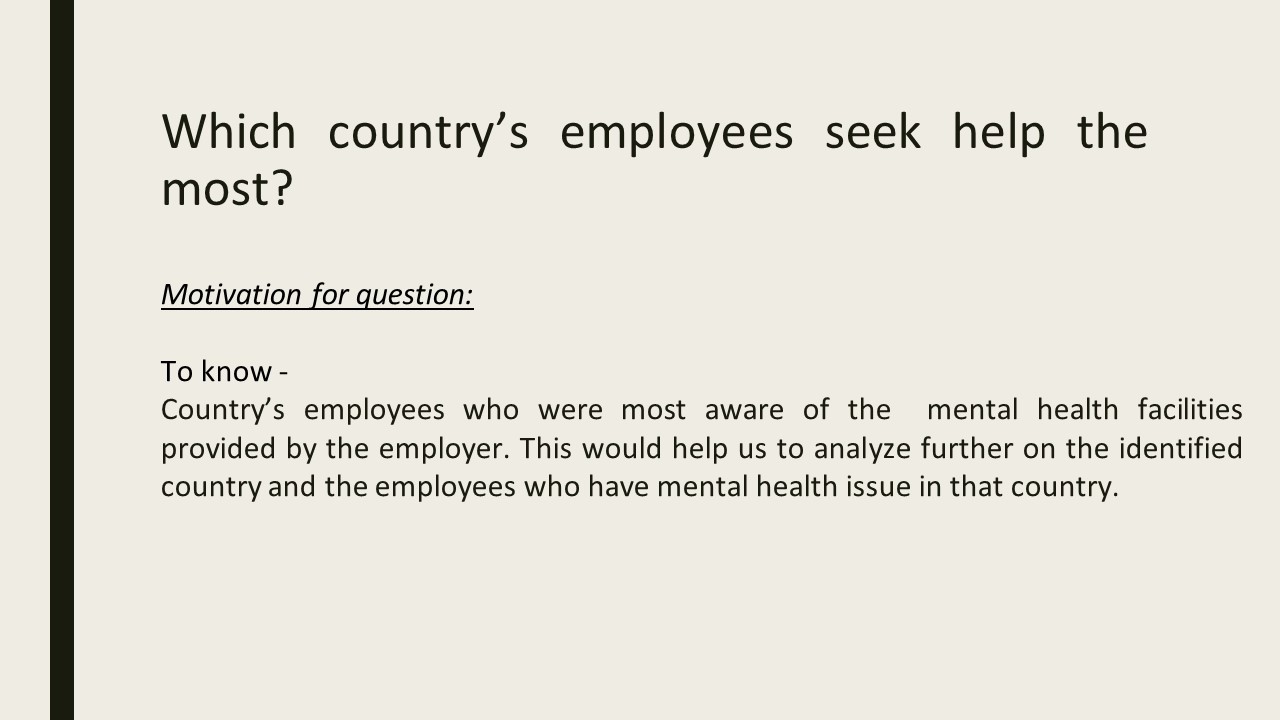 Which country’s employees seek help the
most?
Motivation for question:
To know -
Country’s employees who were most aware of the mental health facilities
provided by the employer. This would help us to analyze further on the identified
country and the employees who have mental health issue in that country.